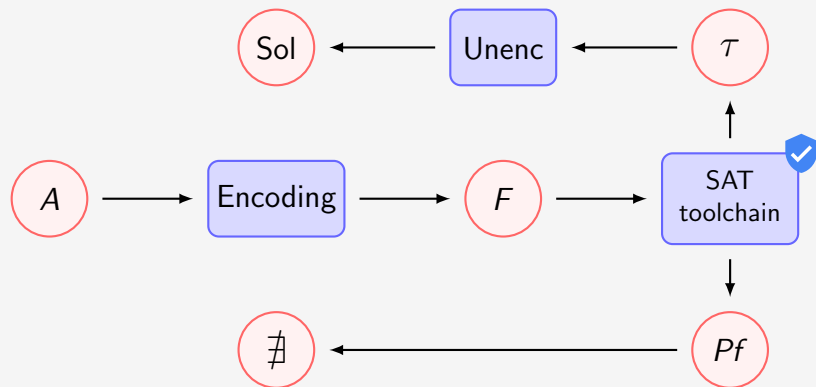 Sol
Unenc
τ
A
Encoding
F
SAT
toolchain
∄
Pf